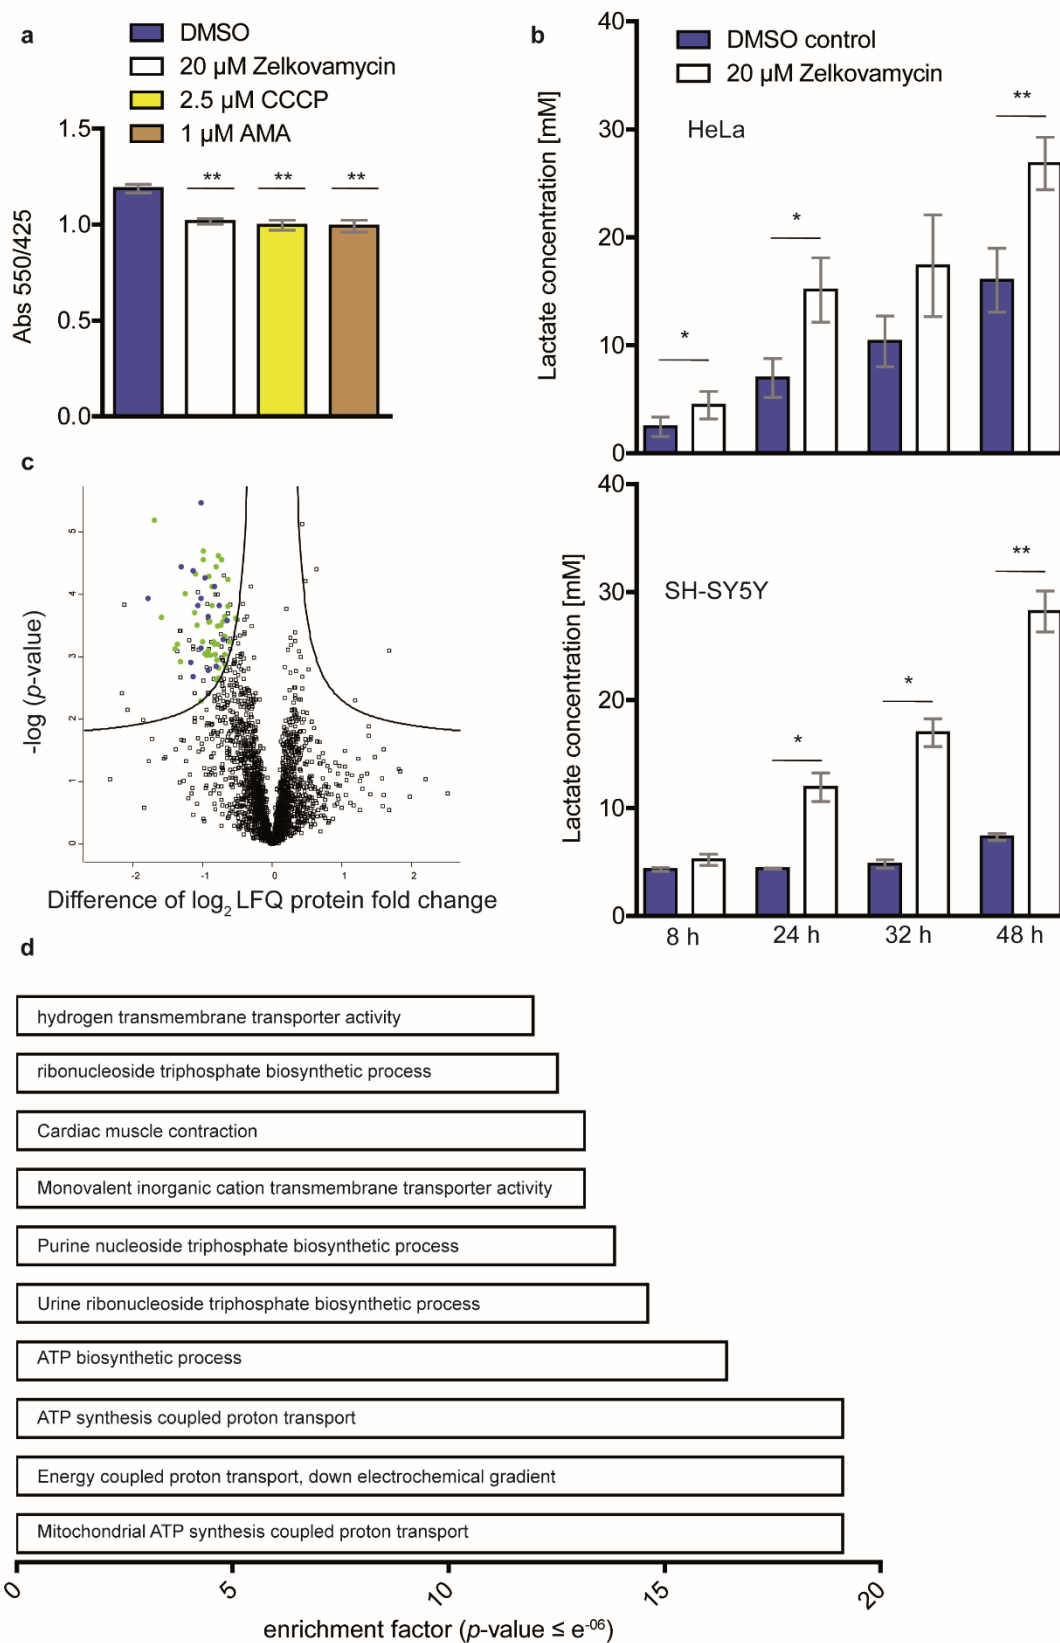 a
DMSO
20 µM Zelkovamycin
2.5 µM CCCP
1 µM AMA
1.5
1.0
0.5
0.0
Abs 550/425
** ** **
b
DMSO control
20 µM Zelkovamycin
HeLa
40
30
20
10
0
Lactate concentration [mM]
* * **
SH-SY5Y
40
30
20
10
0
Lactate concentration [mM]
* * **
8 h 24 h 32 h 48 h
c
5
4
3
2
1
0
-log (p-value)
-2 -1 0 1 2
Difference of log2 LFQ protein fold change
d
hydrogen transmembrane transporter activity
ribonucleoside triphosphate biosynthetic process
Cardiac muscle contraction
Monovalent inorganic cation transmembrane transporter activity
Purine nucleoside triphosphate biosynthetic process
Urine ribonucleoside triphosphate biosynthetic process
ATP biosynthetic process
ATP synthesis coupled proton transport
Energy coupled proton transport, down electrochemical gradient
Mitochondrial ATP synthesis coupled proton transport
0 5 10 15 20
enrichment factor (p-value ≤ e-06)